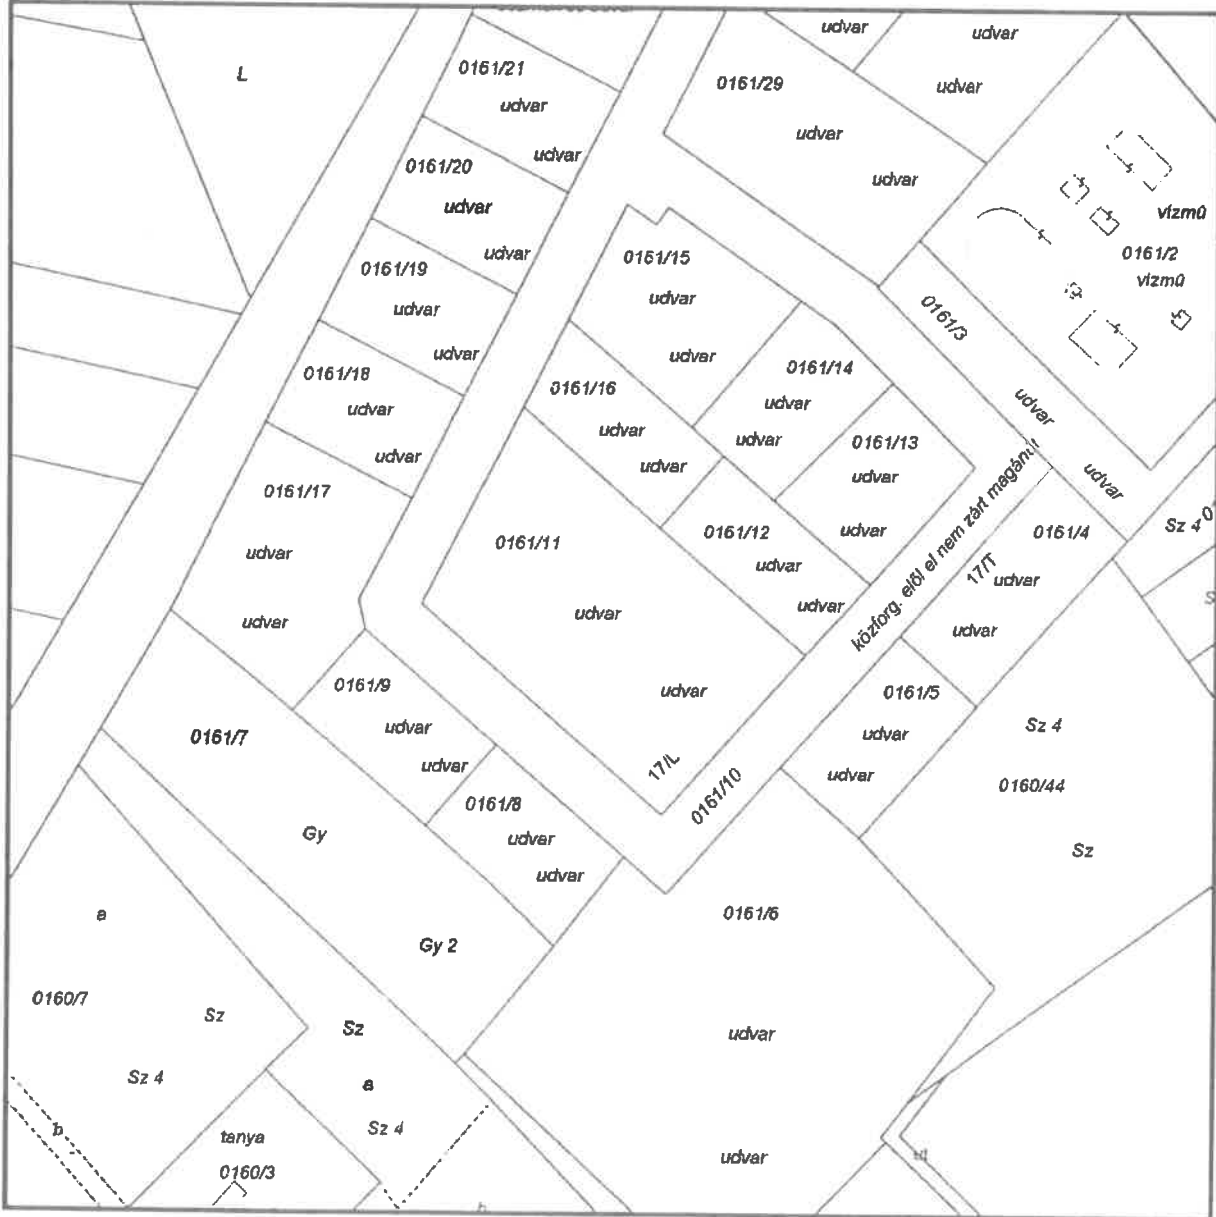 L
0161/21
udvar
udvar
0161/20
udvar
udvar
0161/19
udvar
udvar
0161/18
udvar
udvar
0161/17
udvar
udvar
0161/29
udvar
udvar
udvar
udvar
udvar
vízmű
0161/2
vízmű
0161/3
udvar
udvar
0161/15
udvar
udvar
0161/16
udvar
udvar
0161/14
udvar
udvar
0161/13
udvar
udvar
0161/12
udvar
udvar
0161/11
udvar
udvar
17/L
0161/10
közforg. elől el nem zárt magánút
17/T
0161/4
udvar
udvar
0161/5
udvar
udvar
Sz 4
Sz 4
0160/44
Sz
0161/9
udvar
udvar
0161/8
udvar
udvar
0161/7
Gy
Gy 2
0161/6
udvar
udvar
út
a
0160/7
Sz
Sz 4
b
Sz
a
Sz 4
tanya
0160/3